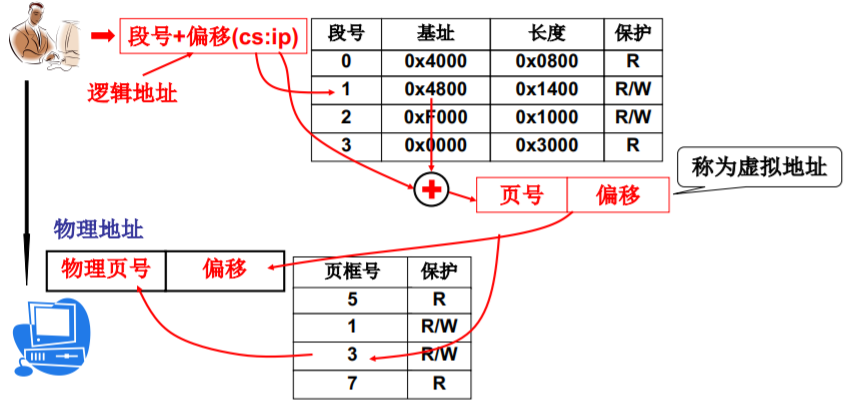 段号+偏移(cs:ip)
逻辑地址
段号 基址 长度 保护
0 0x4000 0x0800 R
1 0x4800 0x1400 R/W
2 0xF000 0x1000 R/W
3 0x0000 0x3000 R
称为虚拟地址
页号 偏移
物理地址
物理页号 偏移
页框号 保护
5 R
1 R/W
3 R/W
7 R